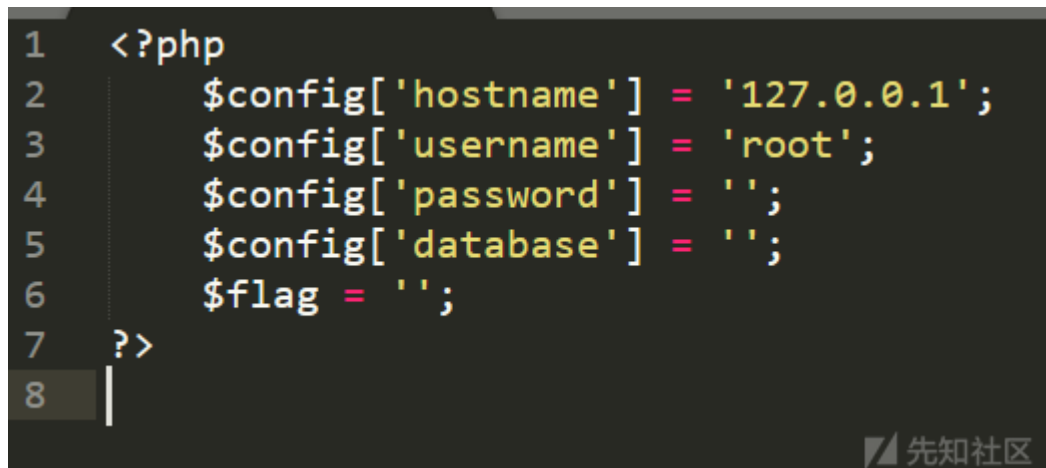 1 <?php
2 $config['hostname'] = '127.0.0.1';
3 $config['username'] = 'root';
4 $config['password'] = '';
5 $config['database'] = '';
6 $flag = '';
7 ?>
8
先知社区